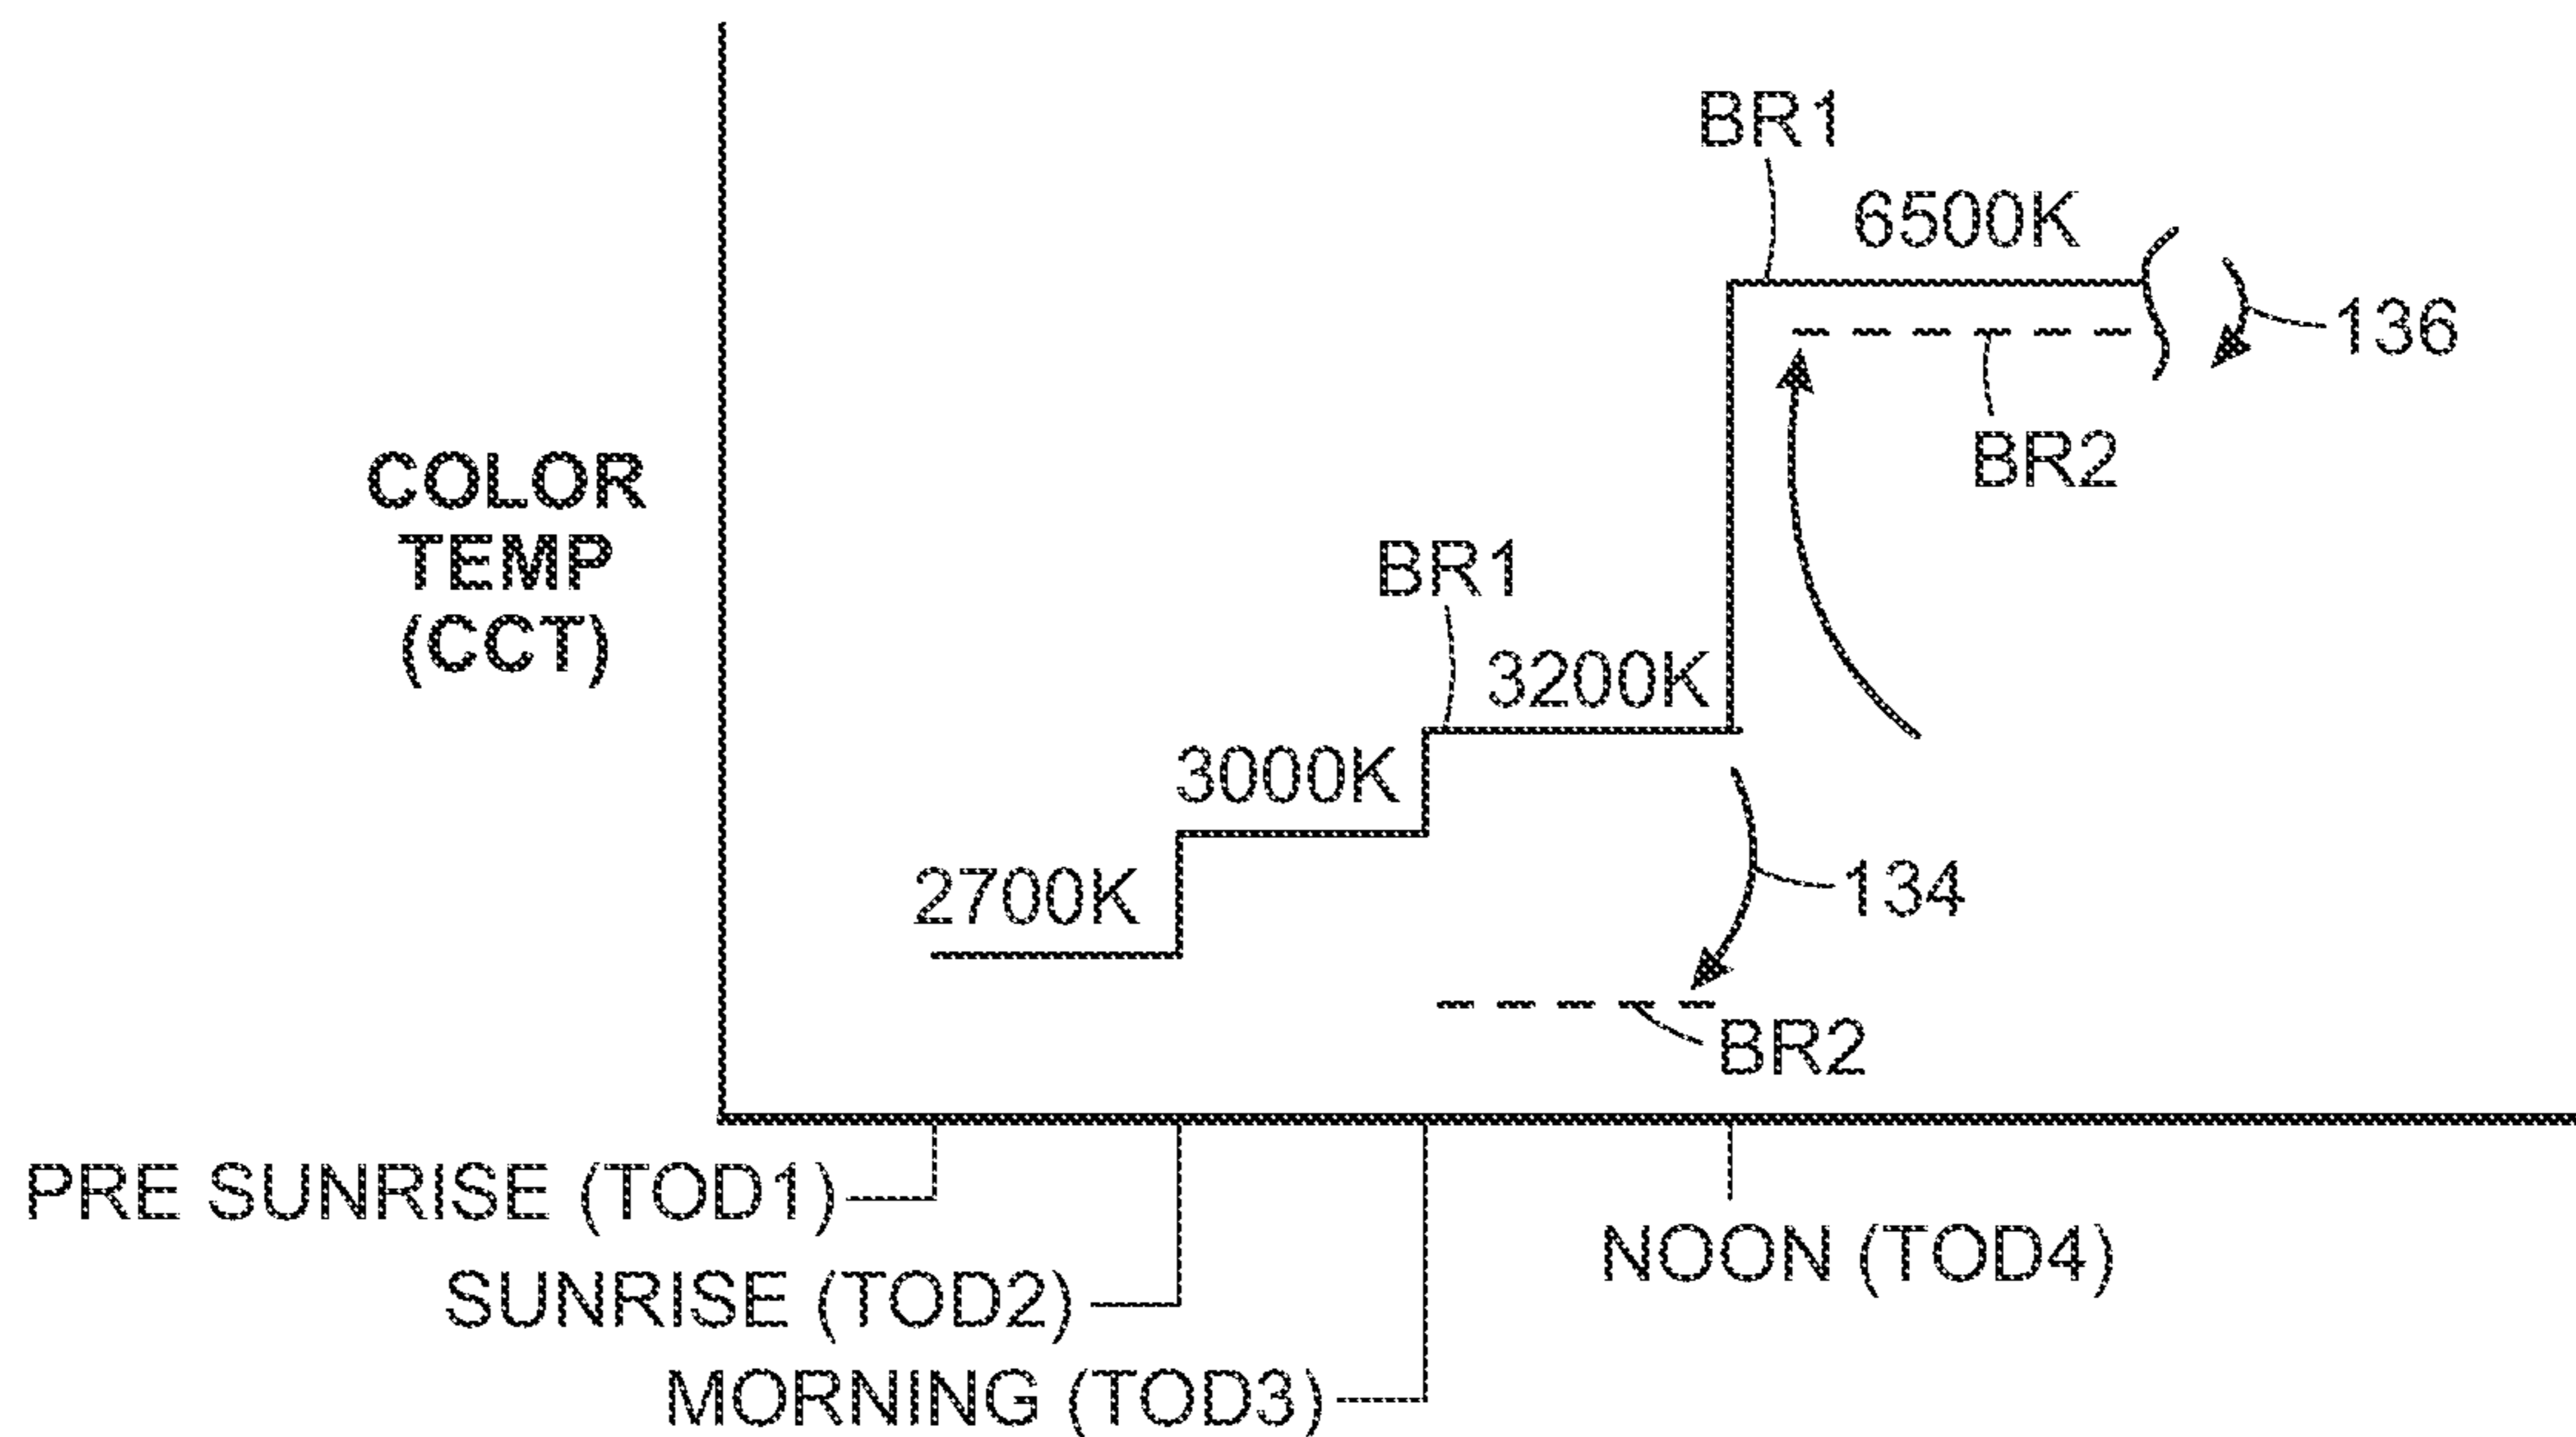 BR1
6500K
136
BR2
COLOR
TEMP
(CCT)
BR1
3200K
3000K
2700K
134
BR2
PRE SUNRISE (TOD1)
SUNRISE (TOD2)
MORNING (TOD3)
NOON (TOD4)